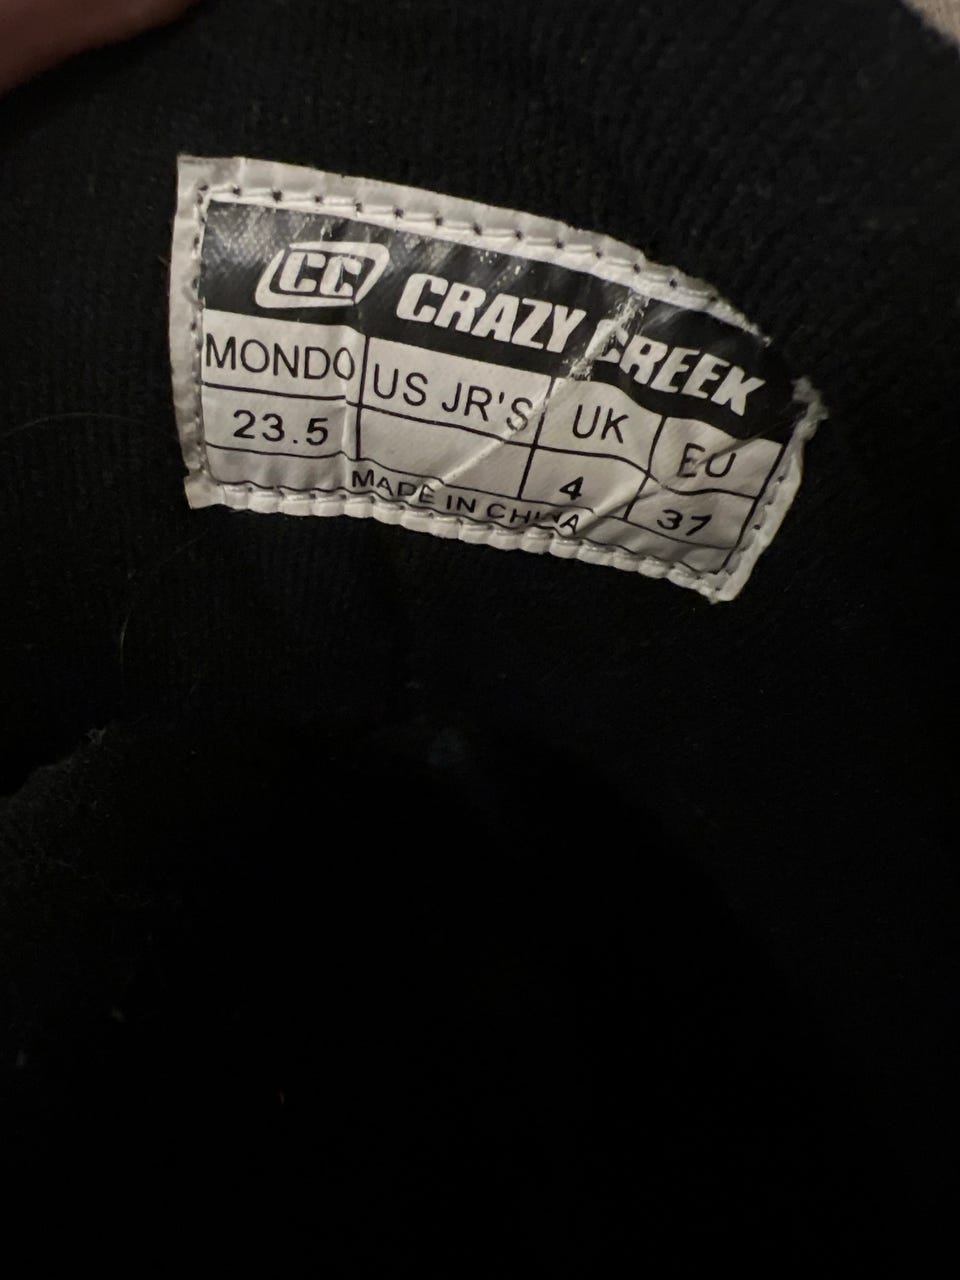 CC CRAZY CREEK
MONDO US JR'S UK EU
23.5 4 37
MADE IN CHINA